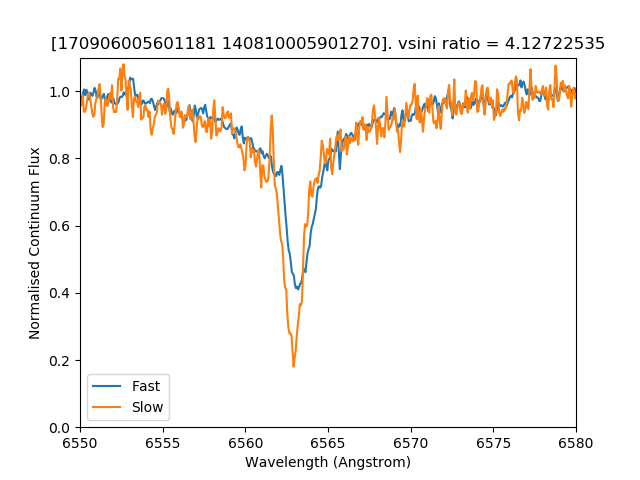 [170906005601181 140810005901270]. vsini ratio = 4.12722535
Normalised Continuum Flux
1.0
0.8
0.6
0.4
0.2
0.0
Fast
Slow
6550 6555 6560 6565 6570 6575 6580
Wavelength (Angstrom)